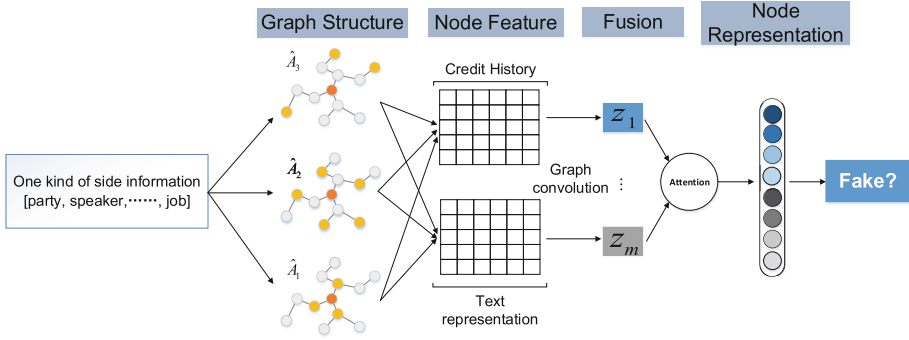 Graph Structure
Node Feature
Fusion
Node
Representation
Â₃
Credit History
z₁
One kind of side information
[party, speaker,……, job]
Â₂
Graph
convolution
⋮
Attention
Fake?
zₘ
Â₁
Text
representation